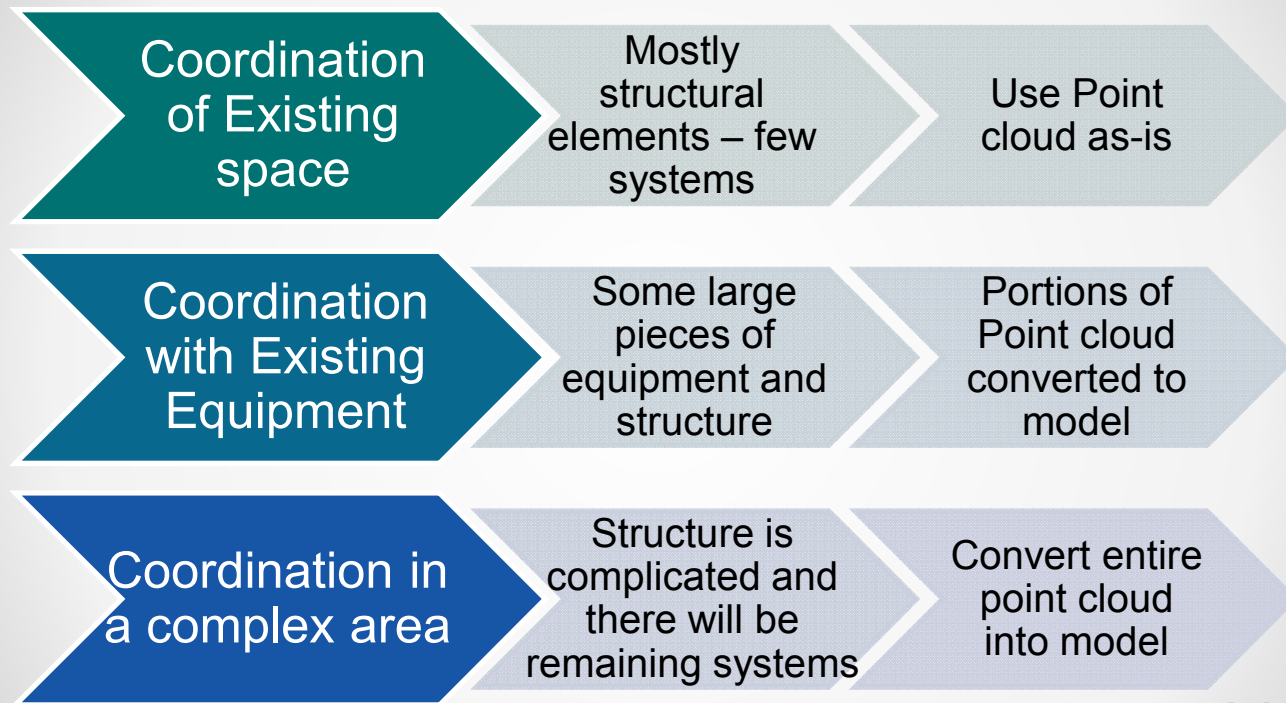 Coordination
of Existing
space
Mostly
structural
elements – few
systems
Use Point
cloud as-is
Coordination
with Existing
Equipment
Some large
pieces of
equipment and
structure
Portions of
Point cloud
converted to
model
Coordination in
a complex area
Structure is
complicated and
there will be
remaining systems
Convert entire
point cloud
into model